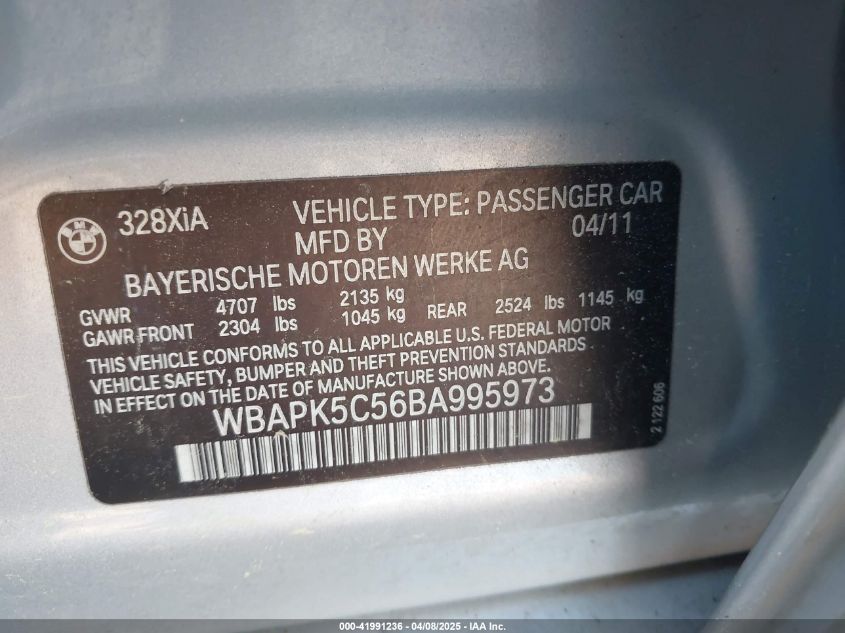 BMW
328XiA VEHICLE TYPE: PASSENGER CAR
MFD BY 04/11
BAYERISCHE MOTOREN WERKE AG
GVWR 4707 lbs 2135 kg
GAWR FRONT 2304 lbs 1045 kg REAR 2524 lbs 1145 kg
THIS VEHICLE CONFORMS TO ALL APPLICABLE U.S. FEDERAL MOTOR
VEHICLE SAFETY, BUMPER AND THEFT PREVENTION STANDARDS
IN EFFECT ON THE DATE OF MANUFACTURE SHOWN ABOVE.
WBAPK5C56BA995973
2 122 606
000-41991236 - 04/08/2025 - IAA Inc.